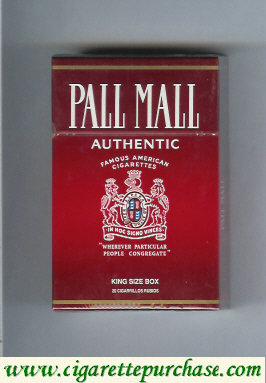 PALL MALL
AUTHENTIC
FAMOUS AMERICAN
CIGARETTES
IN HOC SIGNO VINCES
"WHEREVER PARTICULAR
PEOPLE CONGREGATE"
KING SIZE BOX
20 CIGARRILLOS RUBIOS
www.cigarettepurchase.com